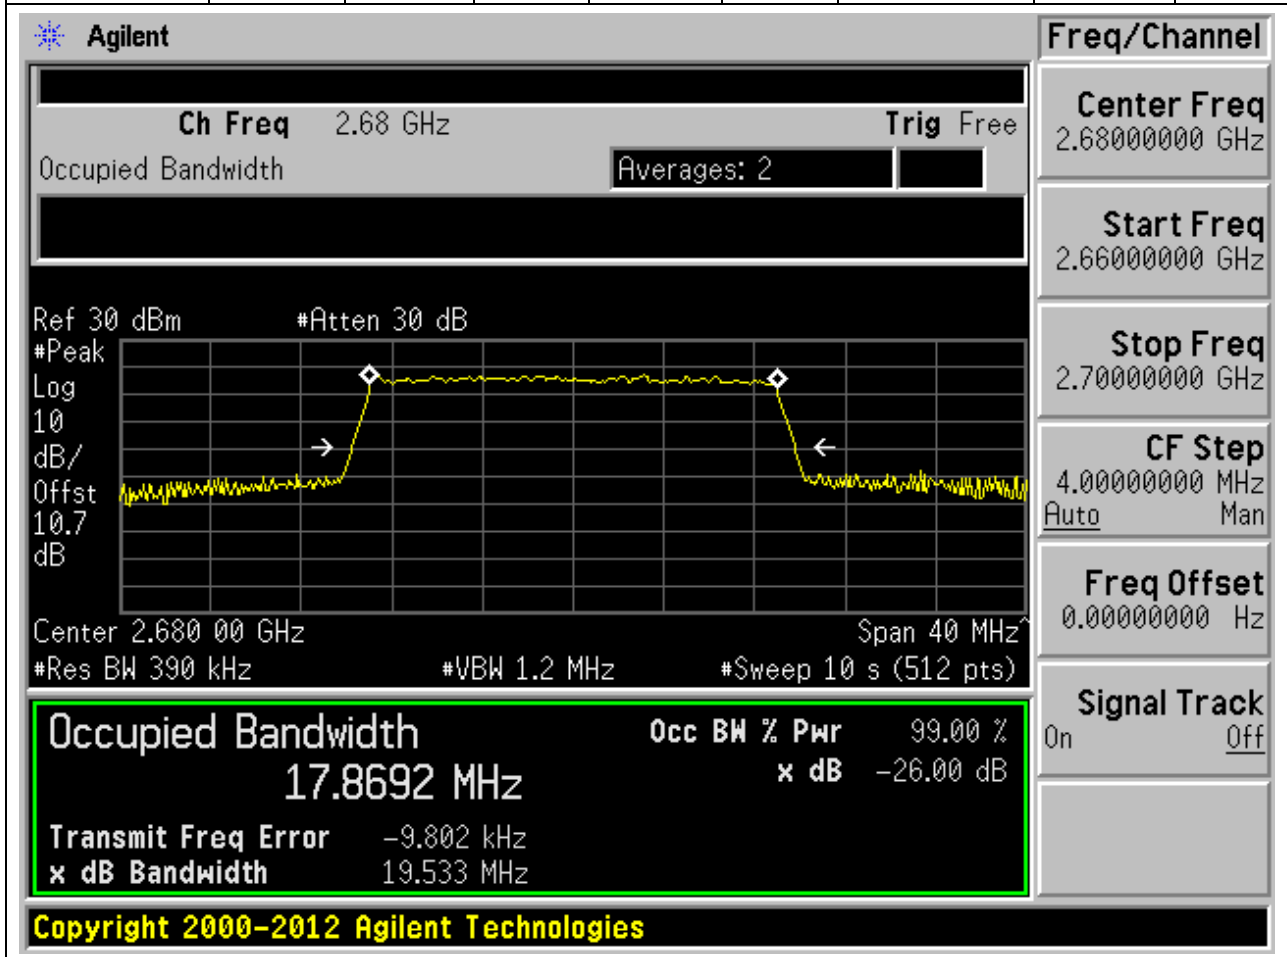 Agilent
Freq/Channel
Ch Freq 2.68 GHz Trig Free
Occupied Bandwidth Averages: 2
Center Freq
2.68000000 GHz
Start Freq
2.66000000 GHz
Stop Freq
2.70000000 GHz
CF Step
4.00000000 MHz
Auto Man
Freq Offset
0.00000000 Hz
Signal Track
On Off
Ref 30 dBm #Atten 30 dB
#Peak
Log
10
dB/
Offst
10.7
dB
Center 2.680 00 GHz Span 40 MHz^
#Res BW 390 kHz #VBW 1.2 MHz #Sweep 10 s (512 pts)
Occupied Bandwidth Occ BW % Pwr 99.00 %
17.8692 MHz x dB -26.00 dB
Transmit Freq Error -9.802 kHz
x dB Bandwidth 19.533 MHz
Copyright 2000-2012 Agilent Technologies